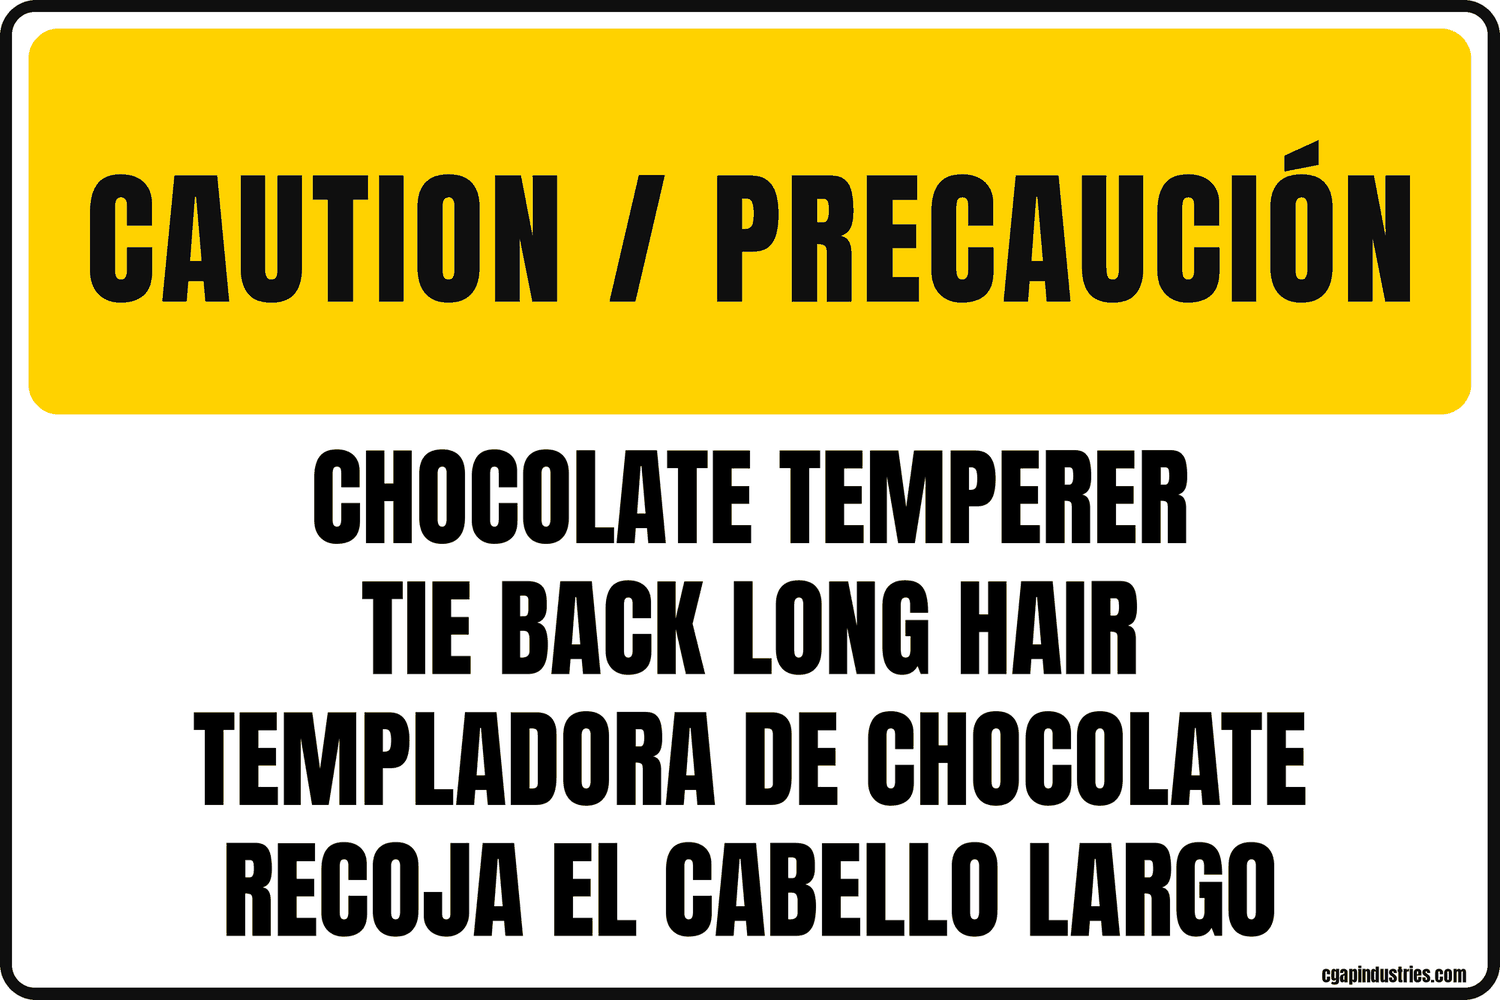 CAUTION / PRECAUCIÓN
CHOCOLATE TEMPERER
TIE BACK LONG HAIR
TEMPLADORA DE CHOCOLATE
RECOJA EL CABELLO LARGO
cgapindustries.com